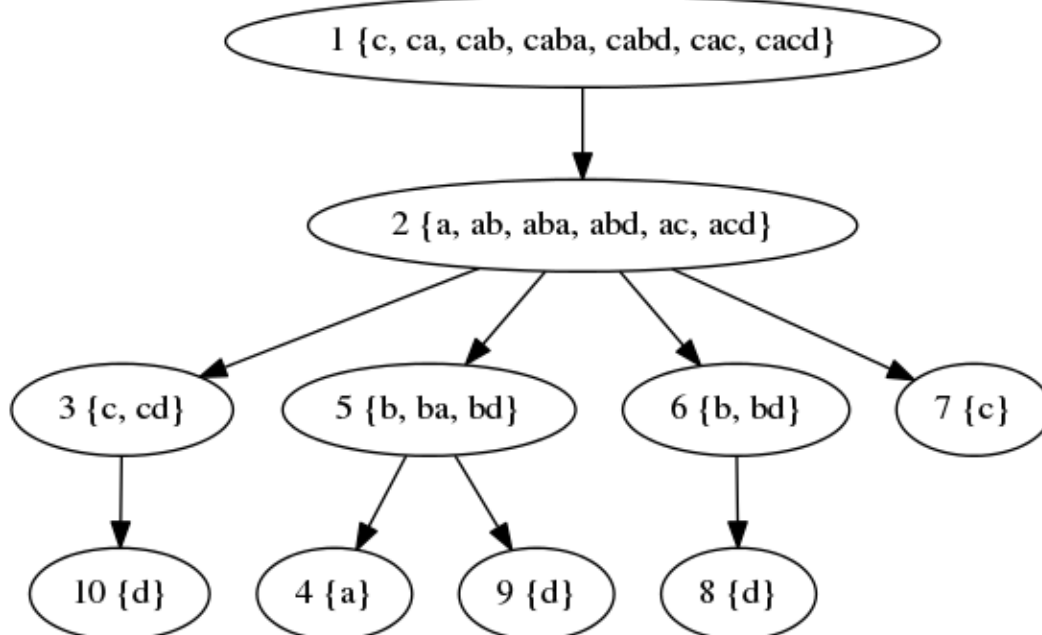 1 {c, ca, cab, caba, cabd, cac, cacd}
2 {a, ab, aba, abd, ac, acd}
3 {c, cd}
5 {b, ba, bd}
6 {b, bd}
7 {c}
10 {d}
4 {a}
9 {d}
8 {d}